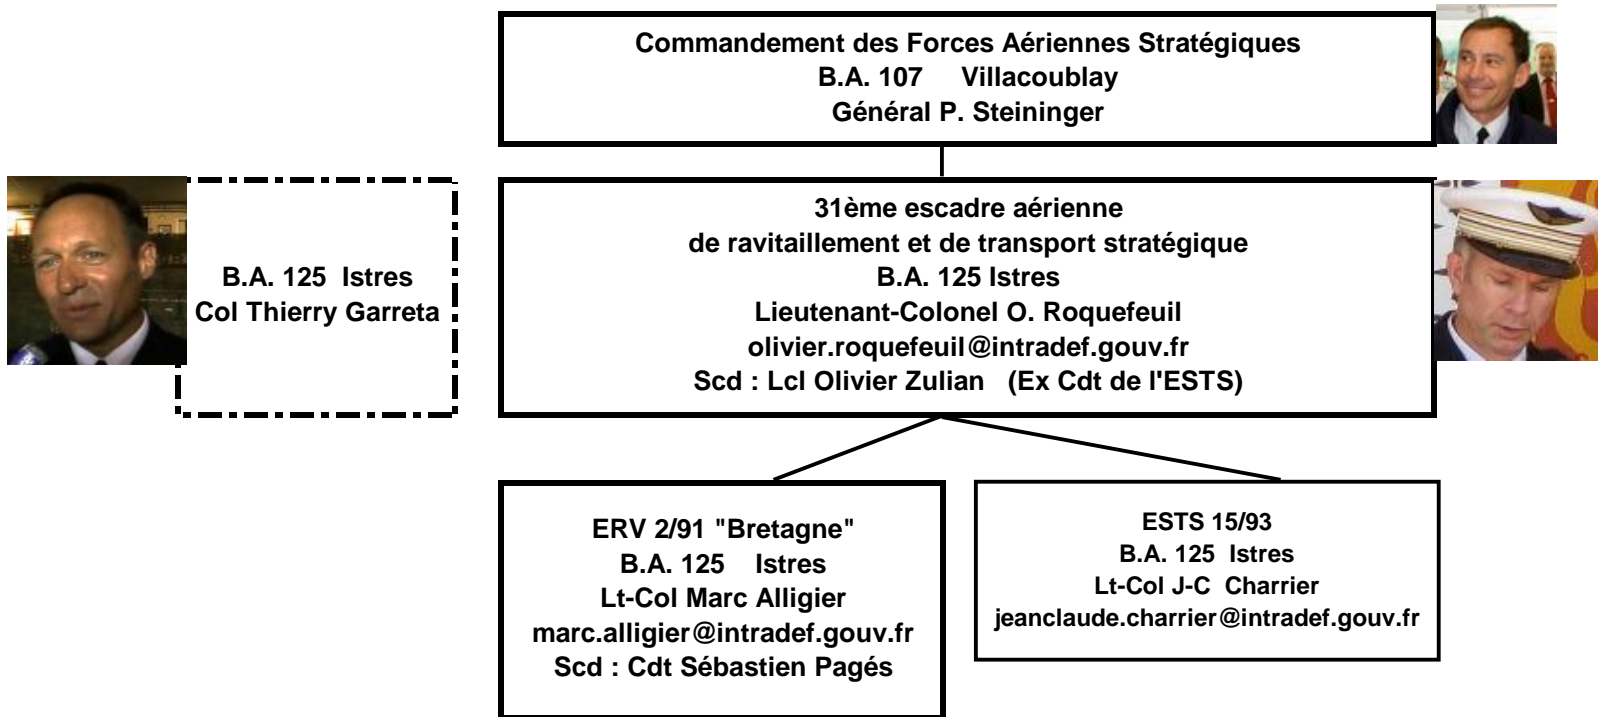 Commandement des Forces Aériennes Stratégiques
B.A. 107 Villacoublay
Général P. Steininger
B.A. 125 Istres
Col Thierry Garreta
31ème escadre aérienne
de ravitaillement et de transport stratégique
B.A. 125 Istres
Lieutenant-Colonel O. Roquefeuil
olivier.roquefeuil@intradef.gouv.fr
Scd : Lcl Olivier Zulian (Ex Cdt de l'ESTS)
ERV 2/91 "Bretagne"
B.A. 125 Istres
Lt-Col Marc Alligier
marc.alligier@intradef.gouv.fr
Scd : Cdt Sébastien Pagés
ESTS 15/93
B.A. 125 Istres
Lt-Col J-C Charrier
jeanclaude.charrier@intradef.gouv.fr